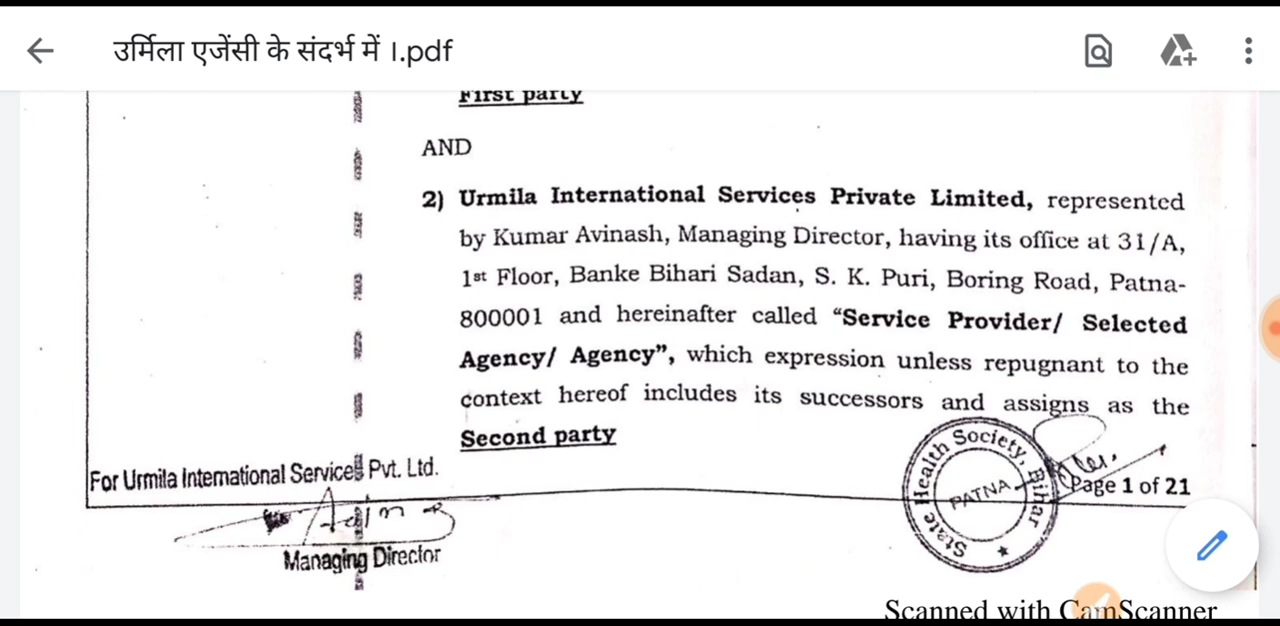 उर्मिला एजेंसी के संदर्भ में I.pdf
First party
AND
2) Urmila International Services Private Limited, represented
by Kumar Avinash, Managing Director, having its office at 31/A,
1st Floor, Banke Bihari Sadan, S. K. Puri, Boring Road, Patna-
800001 and hereinafter called “Service Provider/ Selected
Agency/ Agency”, which expression unless repugnant to the
context hereof includes its successors and assigns as the
Second party
For Urmila International Services Pvt. Ltd.
Managing Director
State Health Society, Bihar
PATNA
Page 1 of 21
Scanned with CamScanner